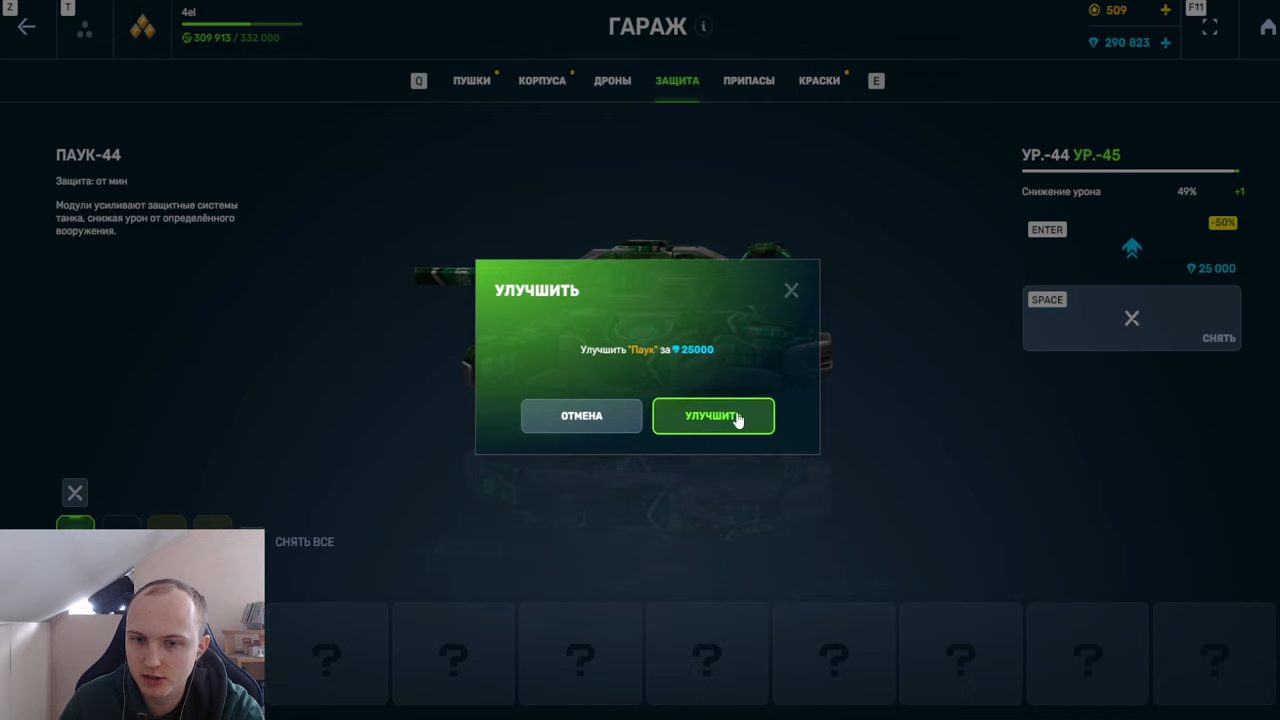 Z
T
4el
309 913 / 332 000
ГАРАЖ
i
509
F11
290 823
Q
ПУШКИ
КОРПУСА
ДРОНЫ
ЗАЩИТА
ПРИПАСЫ
КРАСКИ
E
ПАУК-44
Защита: от мин
Модули усиливают защитные системы
танка, снижая урон от определённого
вооружения.
УР.-44 УР.-45
Снижение урона 49% +1
ENTER
-50%
25 000
SPACE
СНЯТЬ
УЛУЧШИТЬ
Улучшить "Паук" за 25000
ОТМЕНА
УЛУЧШИТЬ
СНЯТЬ ВСЕ
? ? ? ? ? ? ? ?